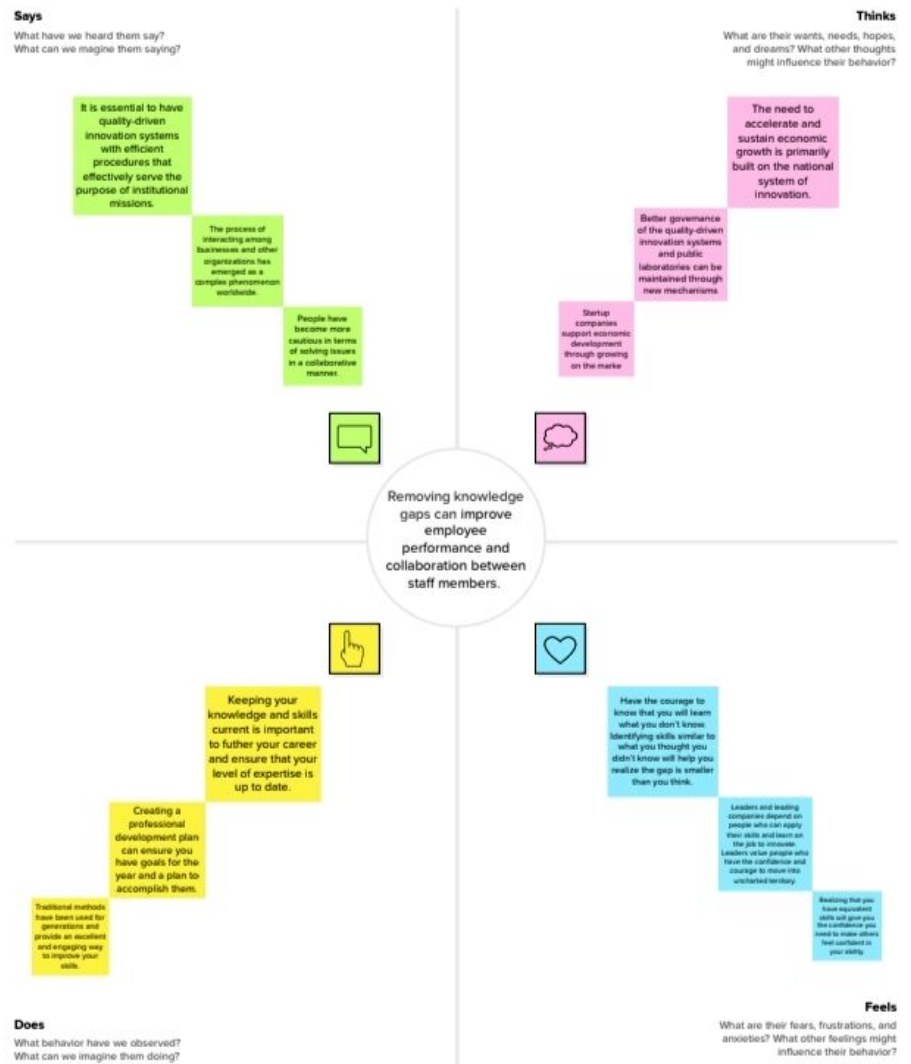 Says
What have we heard them say?
What can we magine them saying?
It is essential to have
quality-driven
innovation systems
with efficient
procedures that
effectively serve the
purpose of institutional
missions.
The process of
interacting among
businesses and other
organizations has
emerged as a
complex phenomenon
worldwide.
People have
become more
cautious in terms
of solving issues
in a collaborative
manner.
Thinks
What are their wants, needs, hopes,
and dreams? What other thoughts
might influence their behavior?
The need to
accelerate and
sustain economic
growth is primarily
built on the national
system of
innovation.
Better governance
of the quality-driven
innovation systems
and public
laboratories can be
maintained through
new mechanisms
Startup
companies
support economic
development
through growing
on the marke
Removing knowledge
gaps can improve
employee
performance and
collaboration between
staff members.
Keeping your
knowledge and skills
current is important
to futher your career
and ensure that your
level of expertise is
up to date.
Creating a
professional
development plan
can ensure you
have goals for the
year and a plan to
accomplish them.
Traditional methods
have been used for
generations and
provide an excellent
and engaging way
to improve your
skills.
Does
What behavior have we observed?
What can we imagine them doing?
Have the courage to
know that you will learn
what you don't know.
Identifying skills similar to
what you thought you
didn't know will help you
realize the gap is smaller
than you think.
Leaders and leading
companies depend on
people who can apply
their skills and learn on
the job to innovate.
Leaders value people who
have the confidence and
courage to move into
uncharted territory.
Realizing that you
have equivalent
skills will give you
the confidence you
need to make others
feel confident in
your ability.
Feels
What are their fears, frustrations, and
anxieties? What other feelings might
influence their behavior?